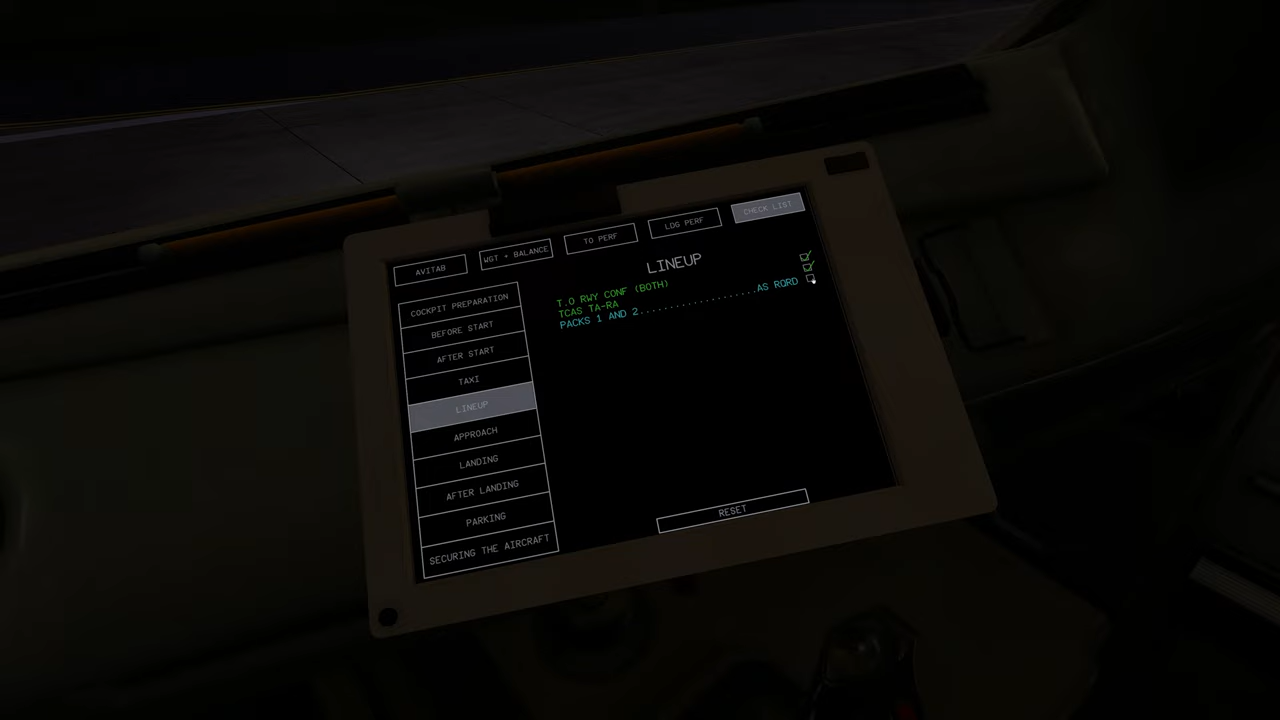 AVITAB
WGT + BALANCE
TO PERF
LDG PERF
CHECK LIST
COCKPIT PREPARATION
BEFORE START
AFTER START
TAXI
LINEUP
APPROACH
LANDING
AFTER LANDING
PARKING
SECURING THE AIRCRAFT
LINEUP
T.O RWY CONF (BOTH)
TCAS TA-RA
PACKS 1 AND 2....................AS RQRD
RESET